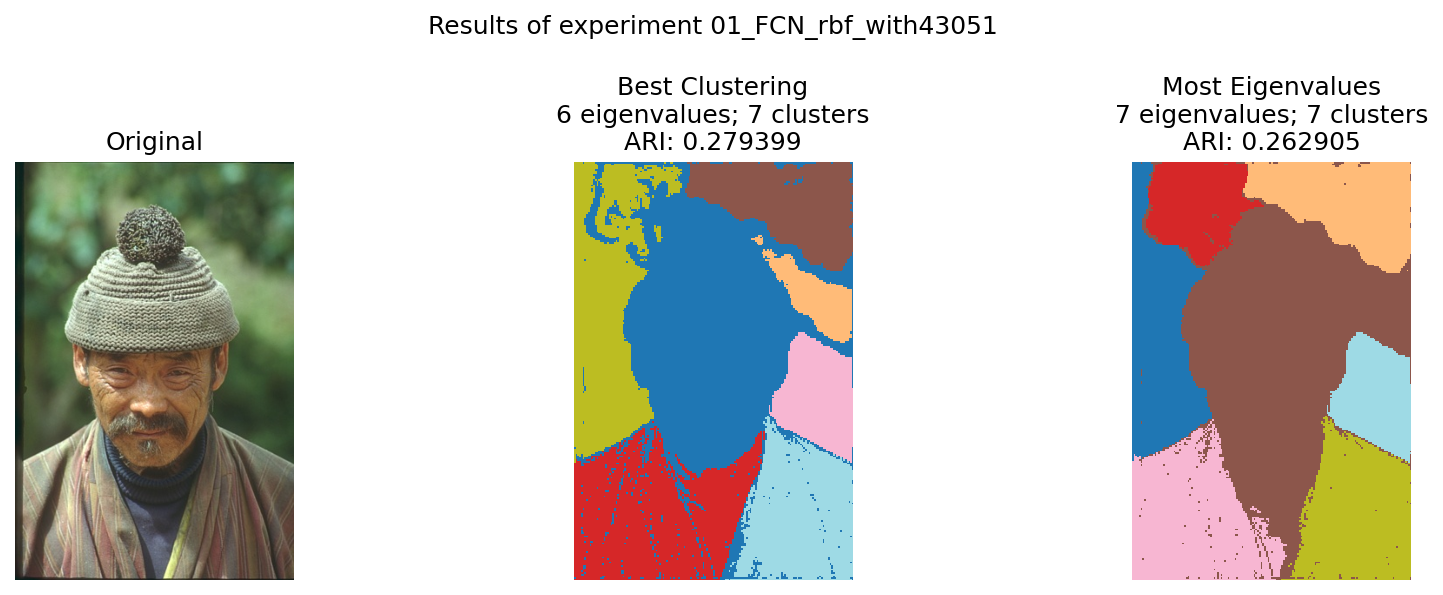 Results of experiment 01_FCN_rbf_with43051
Original
Best Clustering
6 eigenvalues; 7 clusters
ARI: 0.279399
Most Eigenvalues
7 eigenvalues; 7 clusters
ARI: 0.262905